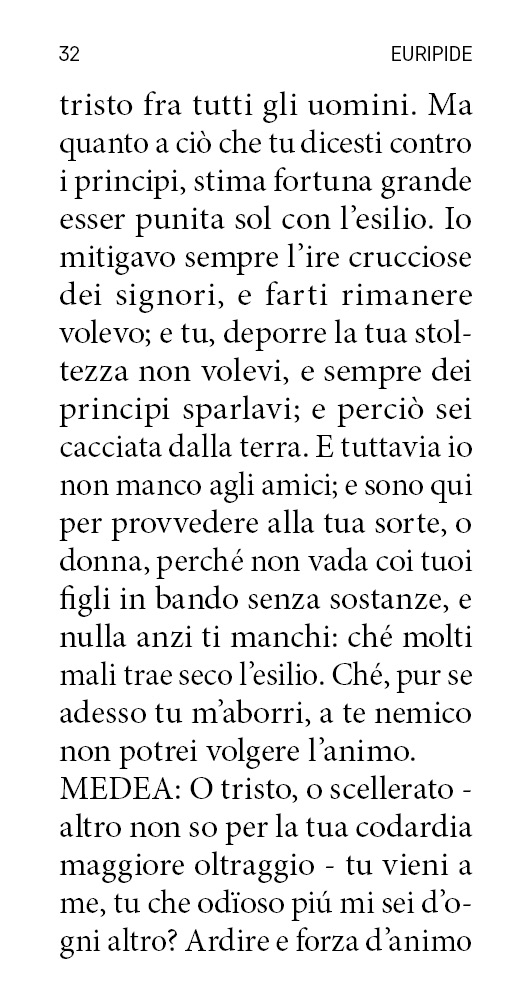 32 EURIPIDE
tristo fra tutti gli uomini. Ma
quanto a ciò che tu dicesti contro
i principi, stima fortuna grande
esser punita sol con l’esilio. Io
mitigavo sempre l’ire crucciose
dei signori, e farti rimanere
volevo; e tu, deporre la tua stol-
tezza non volevi, e sempre dei
principi sparlavi; e perciò sei
cacciata dalla terra. E tuttavia io
non manco agli amici; e sono qui
per provvedere alla tua sorte, o
donna, perché non vada coi tuoi
figli in bando senza sostanze, e
nulla anzi ti manchi: ché molti
mali trae seco l’esilio. Ché, pur se
adesso tu m’aborri, a te nemico
non potrei volgere l’animo.
MEDEA: O tristo, o scellerato -
altro non so per la tua codardia
maggiore oltraggio - tu vieni a
me, tu che odïoso piú mi sei d’o-
gni altro? Ardire e forza d’animo